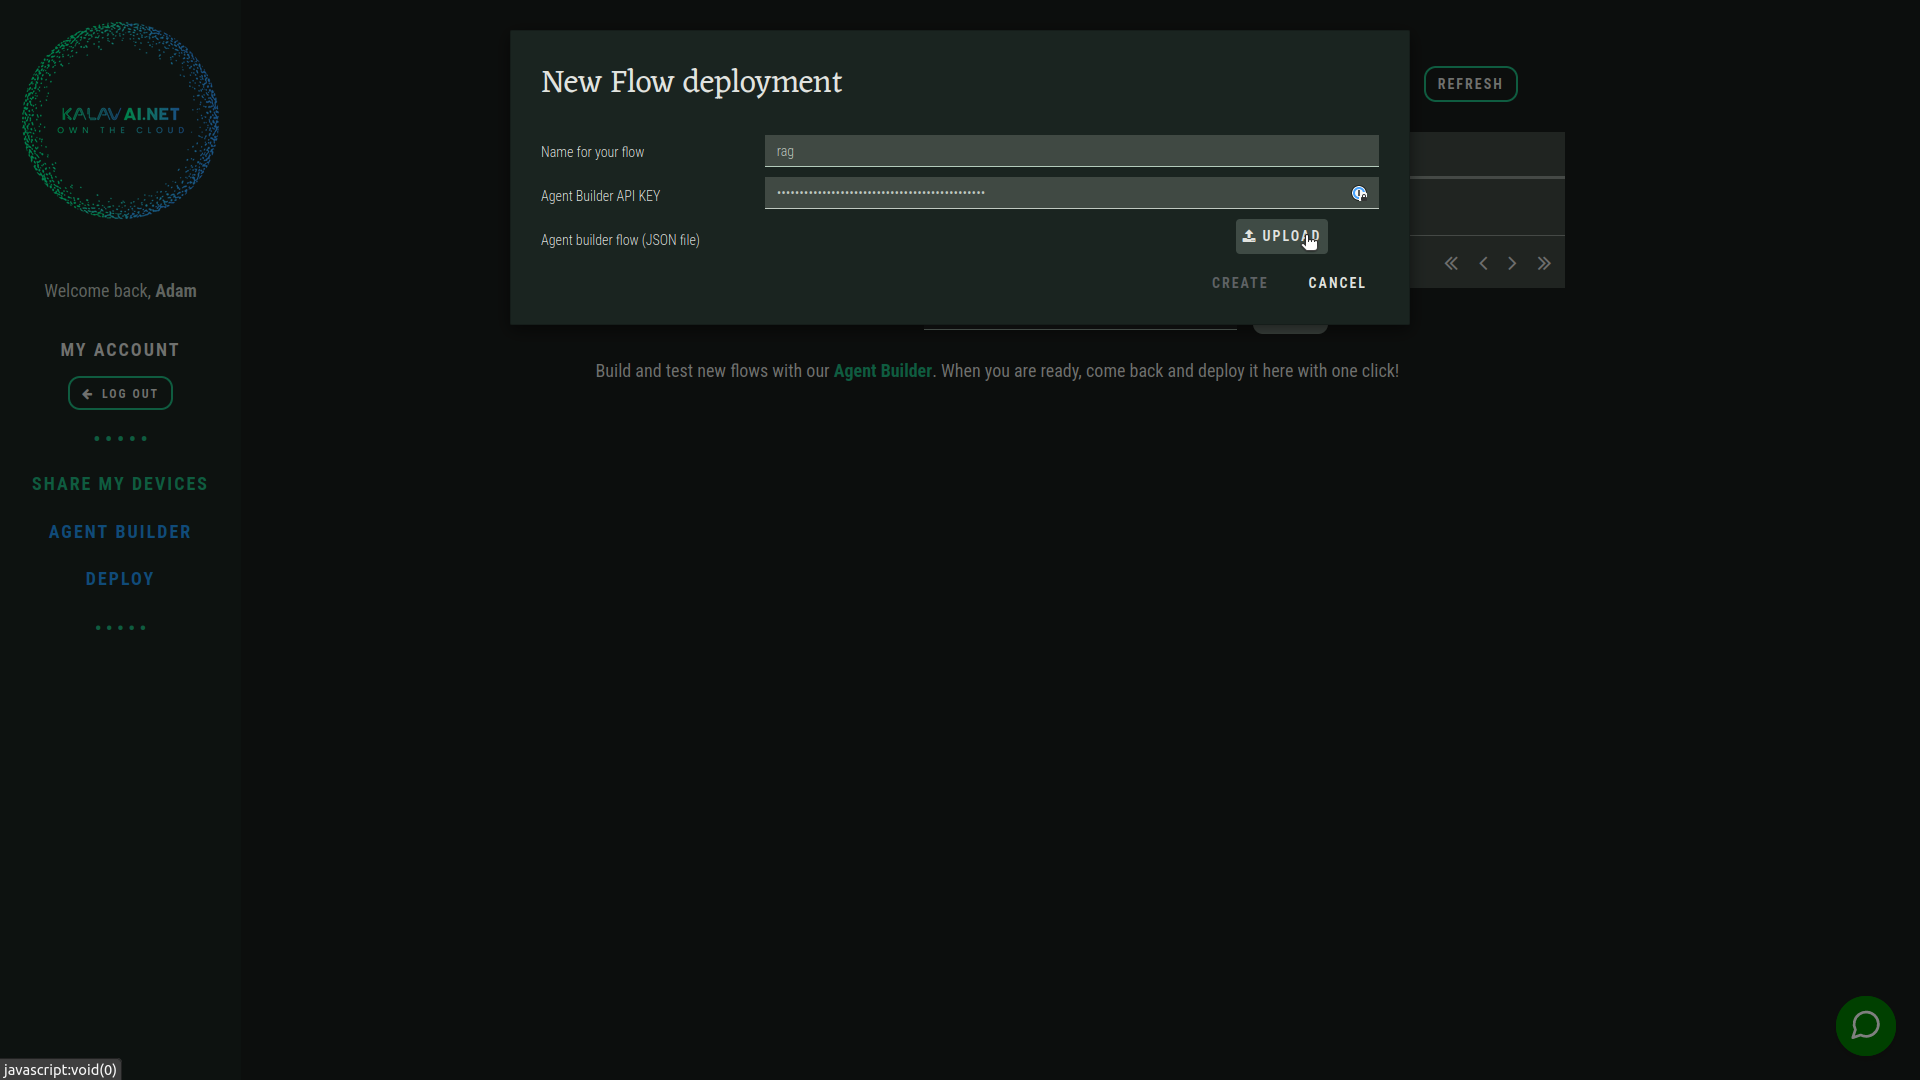 KALAVAI.NET
OWN THE CLOUD
Welcome back, Adam
MY ACCOUNT
LOG OUT
SHARE MY DEVICES
AGENT BUILDER
DEPLOY
New Flow deployment
Name for your flow
rag
Agent Builder API KEY
••••••••••••••••••••••••••••••••••••••••••••••
Agent builder flow (JSON file)
UPLOAD
CREATE
CANCEL
REFRESH
Build and test new flows with our Agent Builder. When you are ready, come back and deploy it here with one click!
javascript:void(0)